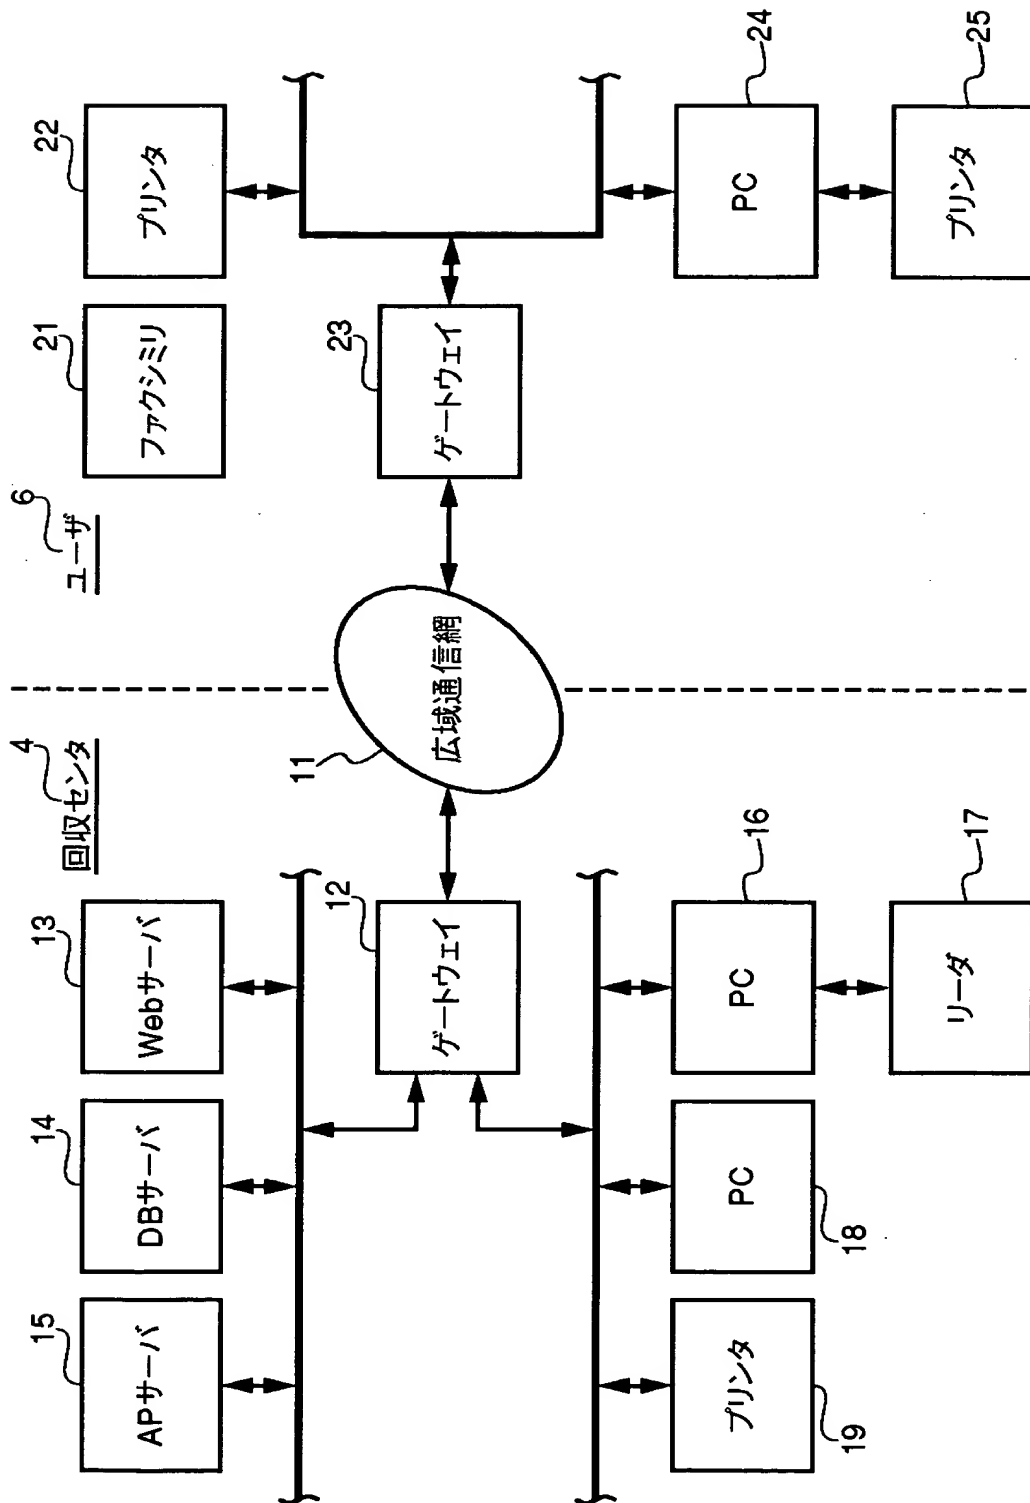 回収センタ 4
ユーザ 6
15
APサーバ
14
DBサーバ
13
Webサーバ
21
ファクシミリ
22
プリンタ
12
ゲートウェイ
11
広域通信網
23
ゲートウェイ
プリンタ
19
PC
18
PC
16
リーダ
17
PC
24
プリンタ
25